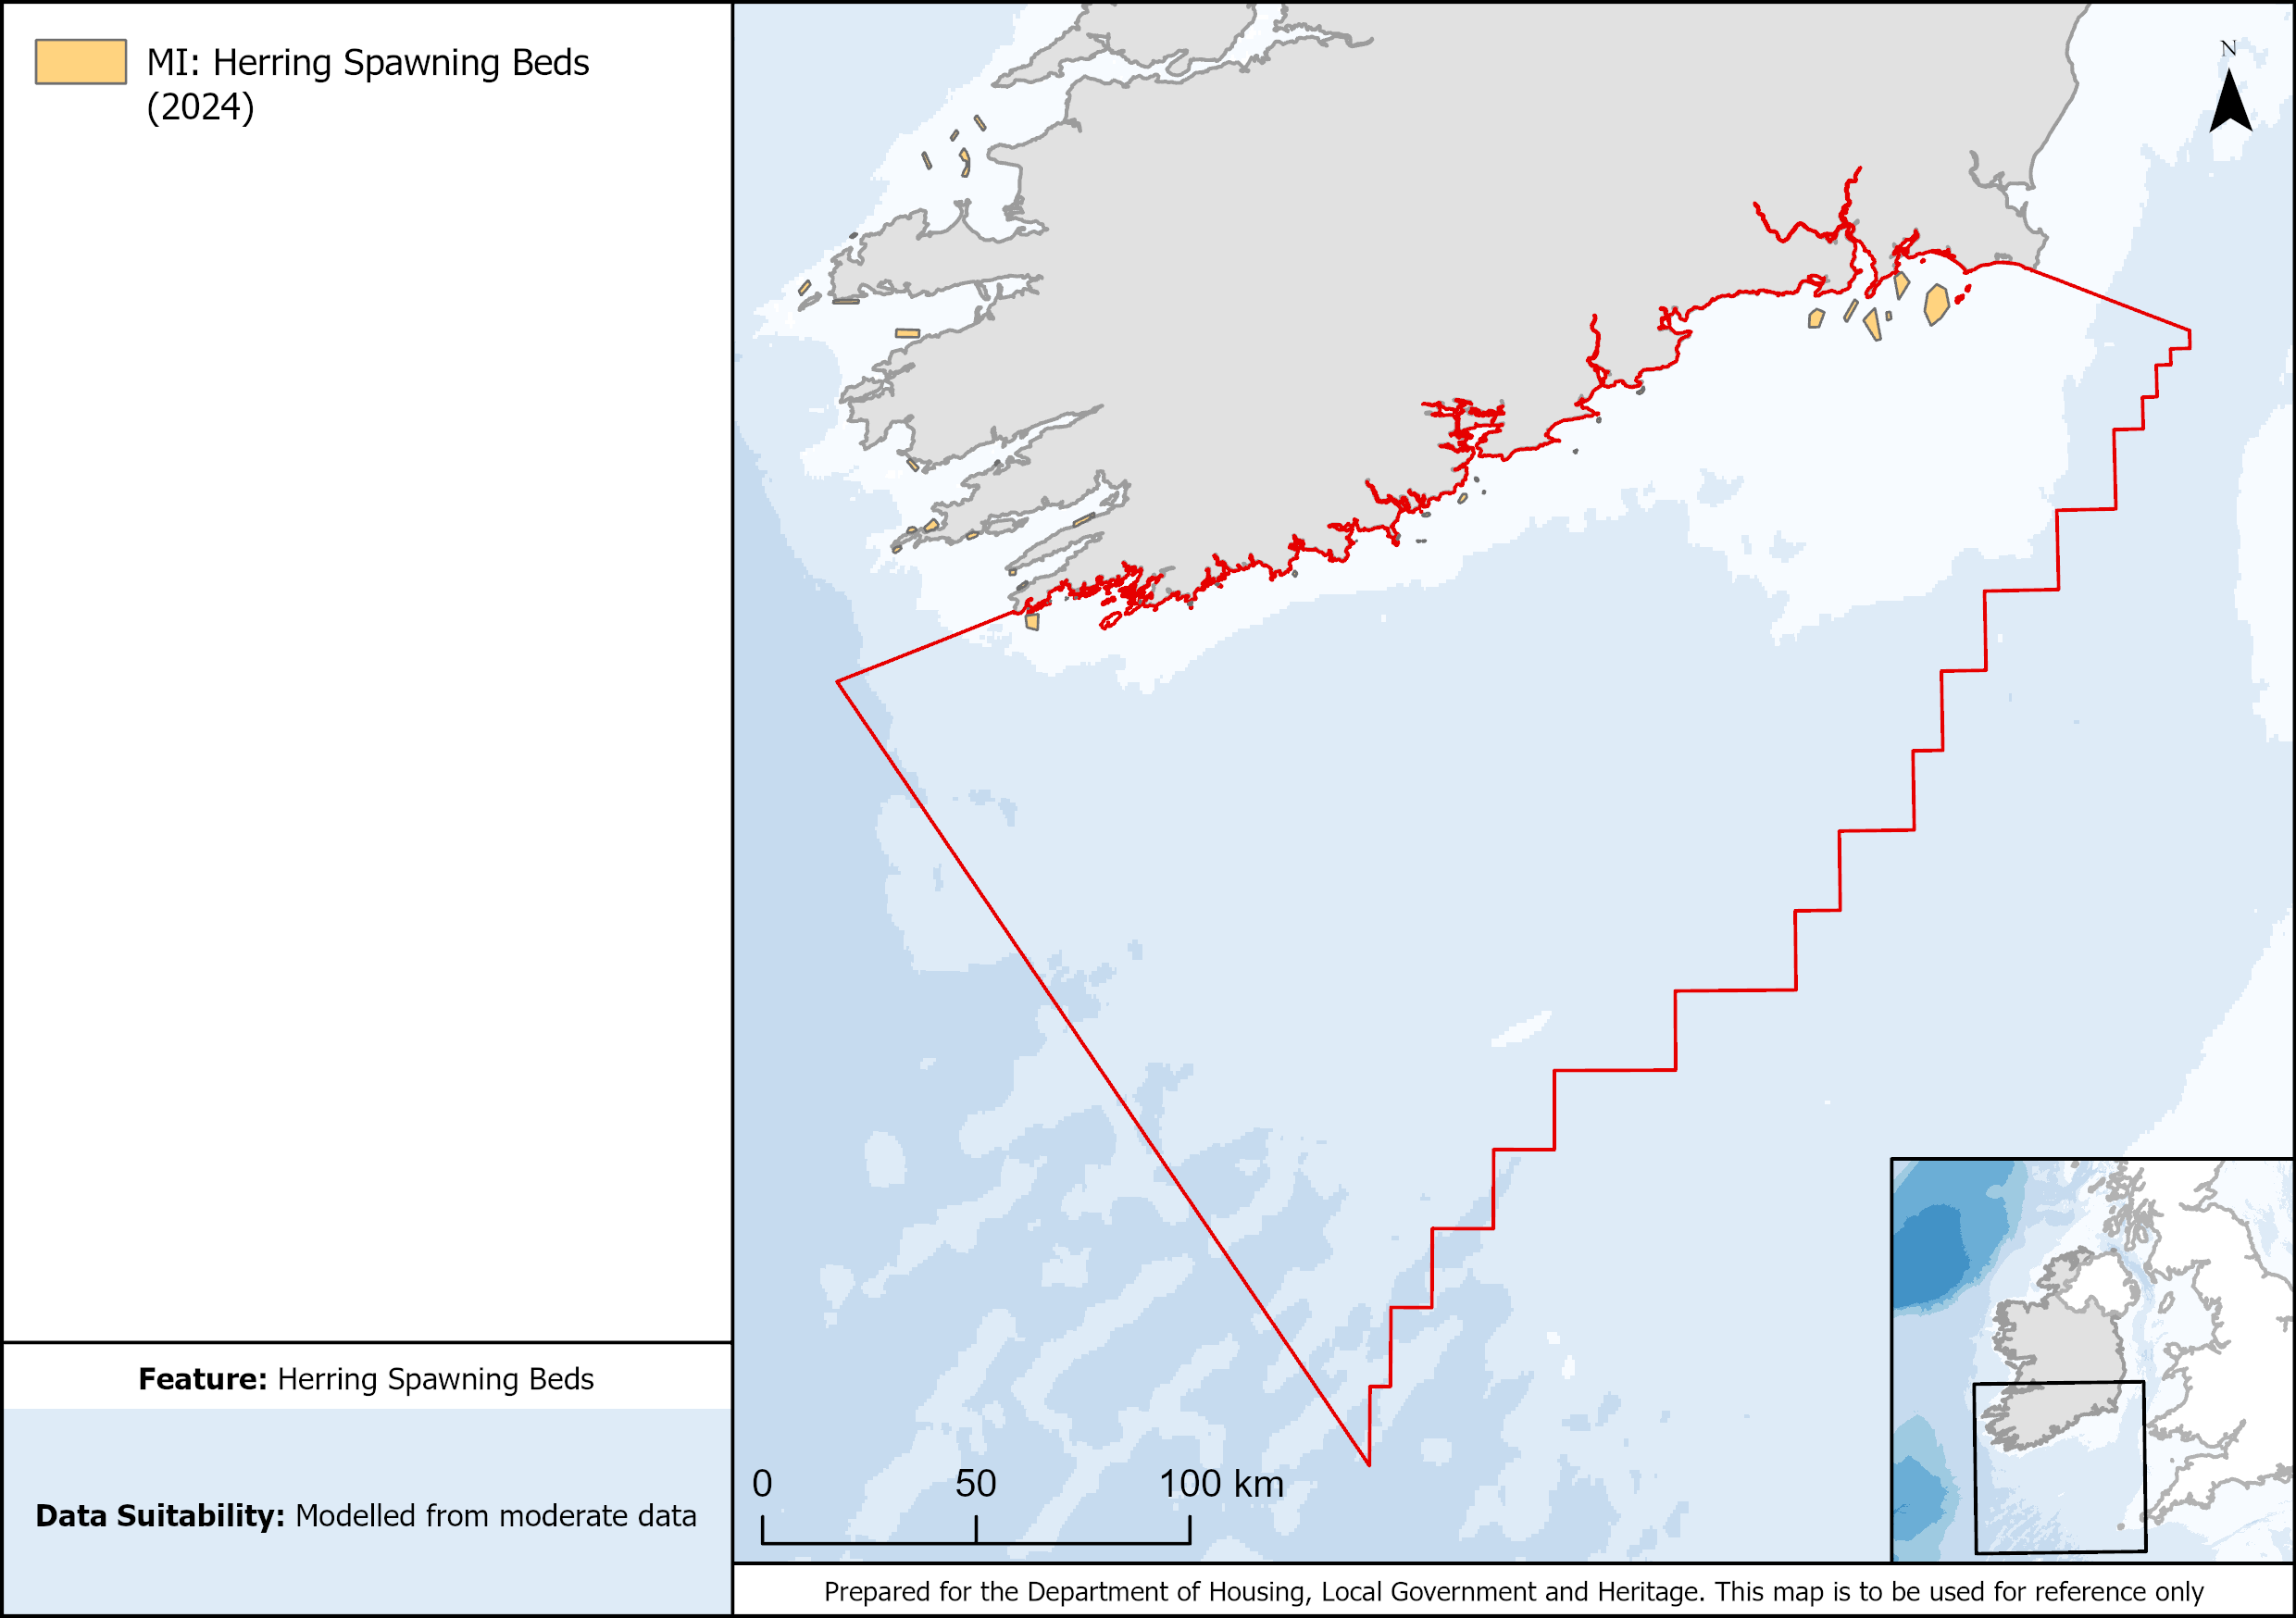 MI: Herring Spawning Beds
(2024)
N
Feature: Herring Spawning Beds
Data Suitability: Modelled from moderate data
0 50 100 km
Prepared for the Department of Housing, Local Government and Heritage. This map is to be used for reference only